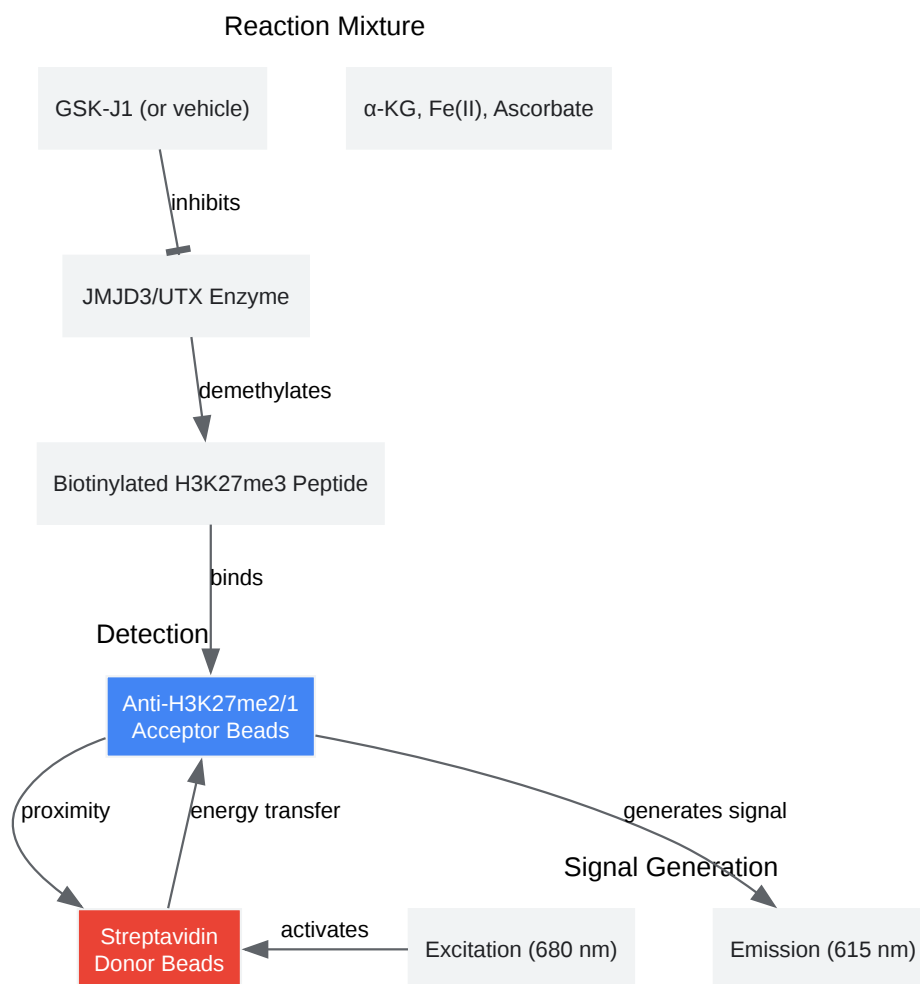 Reaction Mixture
GSK-J1 (or vehicle)
α-KG, Fe(II), Ascorbate
inhibits
JMJD3/UTX Enzyme
demethylates
Biotinylated H3K27me3 Peptide
binds
Detection
Anti-H3K27me2/1
Acceptor Beads
proximity
energy transfer
generates signal
Signal Generation
Streptavidin
Donor Beads
activates
Excitation (680 nm)
Emission (615 nm)